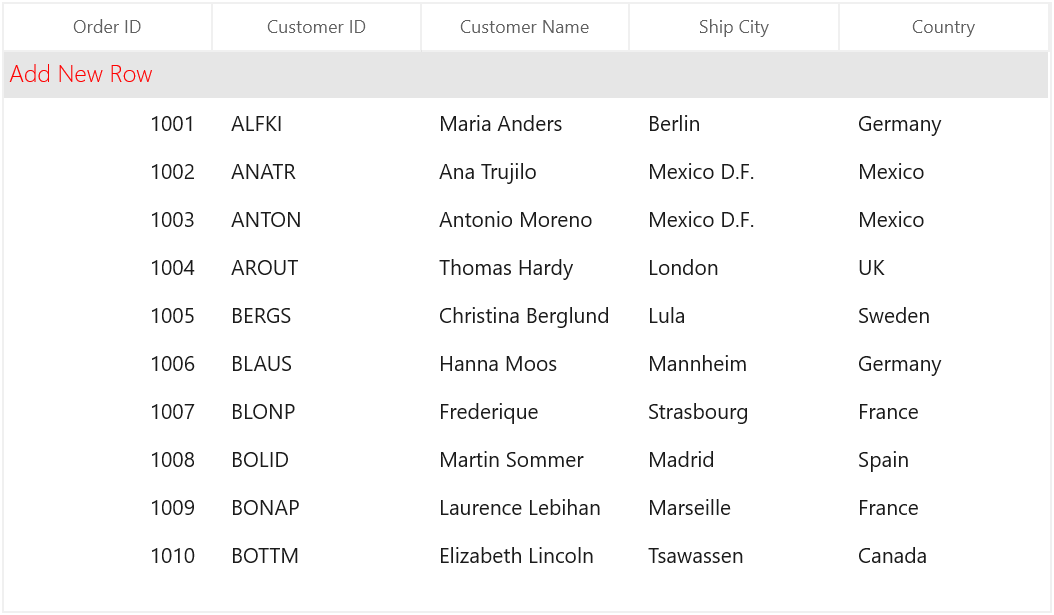 Order ID Customer ID Customer Name Ship City Country
Add New Row
1001 ALFKI Maria Anders Berlin Germany
1002 ANATR Ana Trujilo Mexico D.F. Mexico
1003 ANTON Antonio Moreno Mexico D.F. Mexico
1004 AROUT Thomas Hardy London UK
1005 BERGS Christina Berglund Lula Sweden
1006 BLAUS Hanna Moos Mannheim Germany
1007 BLONP Frederique Strasbourg France
1008 BOLID Martin Sommer Madrid Spain
1009 BONAP Laurence Lebihan Marseille France
1010 BOTTM Elizabeth Lincoln Tsawassen Canada